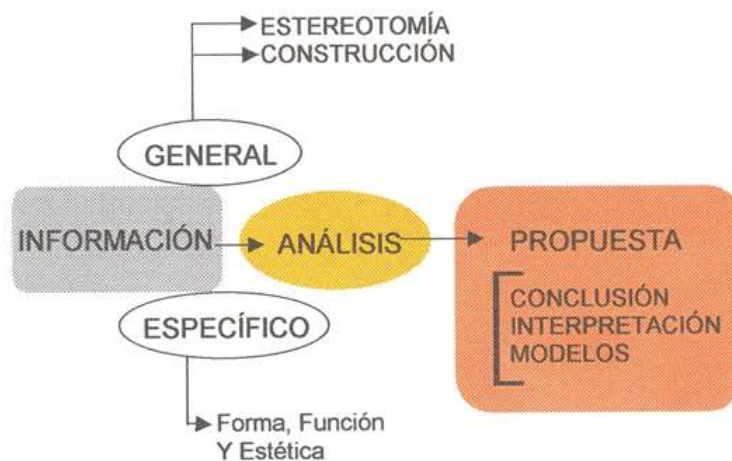 ESTEREOTOMÍA
CONSTRUCCIÓN
GENERAL
INFORMACIÓN
ANÁLISIS
PROPUESTA
CONCLUSIÓN
INTERPRETACIÓN
MODELOS
ESPECÍFICO
Forma, Función
Y Estética